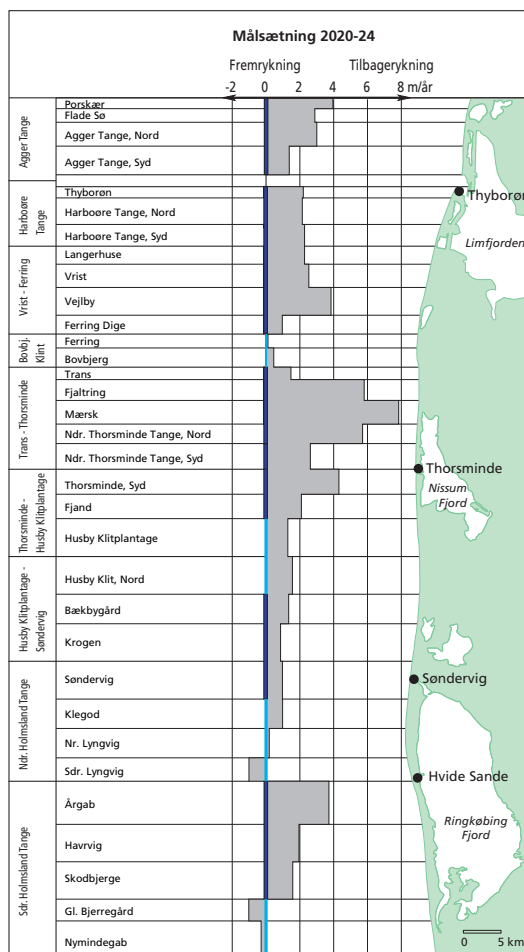 Målsætning 2020-24
Fremrykning Tilbagerykning
-2 0 2 4 6 8 m/år
Agger Tange
Porskær
Flade Sø
Agger Tange, Nord
Agger Tange, Syd
Harboøre
Tange
Thyborøn
Harboøre Tange, Nord
Harboøre Tange, Syd
Vrist - Ferring
Langerhuse
Vrist
Vejlby
Ferring Dige
Bovbj.
Klint
Ferring
Bovbjerg
Trans - Thorsminde
Trans
Fjaltring
Mærsk
Ndr. Thorsminde Tange, Nord
Ndr. Thorsminde Tange, Syd
Thorsminde -
Husby Klitplantage
Thorsminde, Syd
Fjand
Husby Klitplantage
Husby Klitplantage -
Søndervig
Husby Klit, Nord
Bækbygård
Krogen
Ndr. Holmsland Tange
Søndervig
Klegod
Nr. Lyngvig
Sdr. Lyngvig
Sdr. Holmsland Tange
Årgab
Havrvig
Skodbjerge
Gl. Bjerregård
Nymindegab
Thyborøn
Limfjorden
Thorsminde
Nissum
Fjord
Søndervig
Hvide Sande
Ringkøbing
Fjord
0 5 km